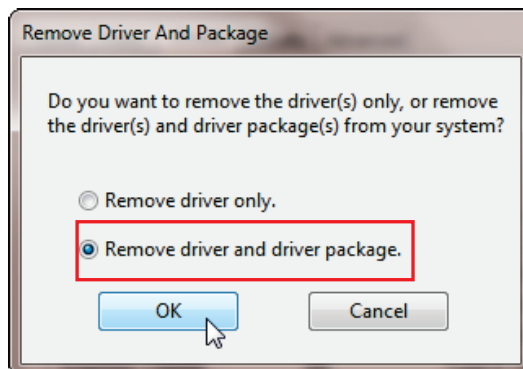 Remove Driver And Package
Do you want to remove the driver(s) only, or remove
the driver(s) and driver package(s) from your system?
Remove driver only.
Remove driver and driver package.
OK
Cancel